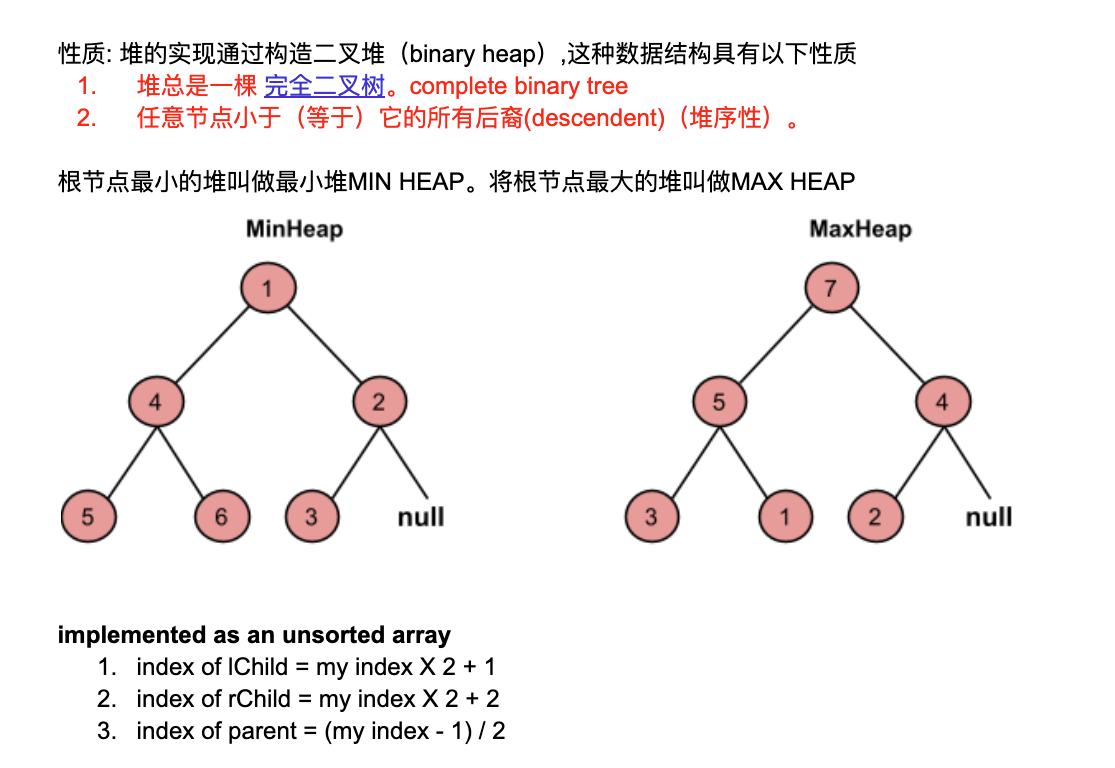 性质: 堆的实现通过构造二叉堆（binary heap）,这种数据结构具有以下性质
1. 堆总是一棵 完全二叉树。complete binary tree
2. 任意节点小于（等于）它的所有后裔(descendent)（堆序性）。
根节点最小的堆叫做最小堆MIN HEAP。将根节点最大的堆叫做MAX HEAP
MinHeap MaxHeap
1 7
4 2 5 4
5 6 3 null 3 1 2 null
implemented as an unsorted array
1. index of lChild = my index X 2 + 1
2. index of rChild = my index X 2 + 2
3. index of parent = (my index - 1) / 2